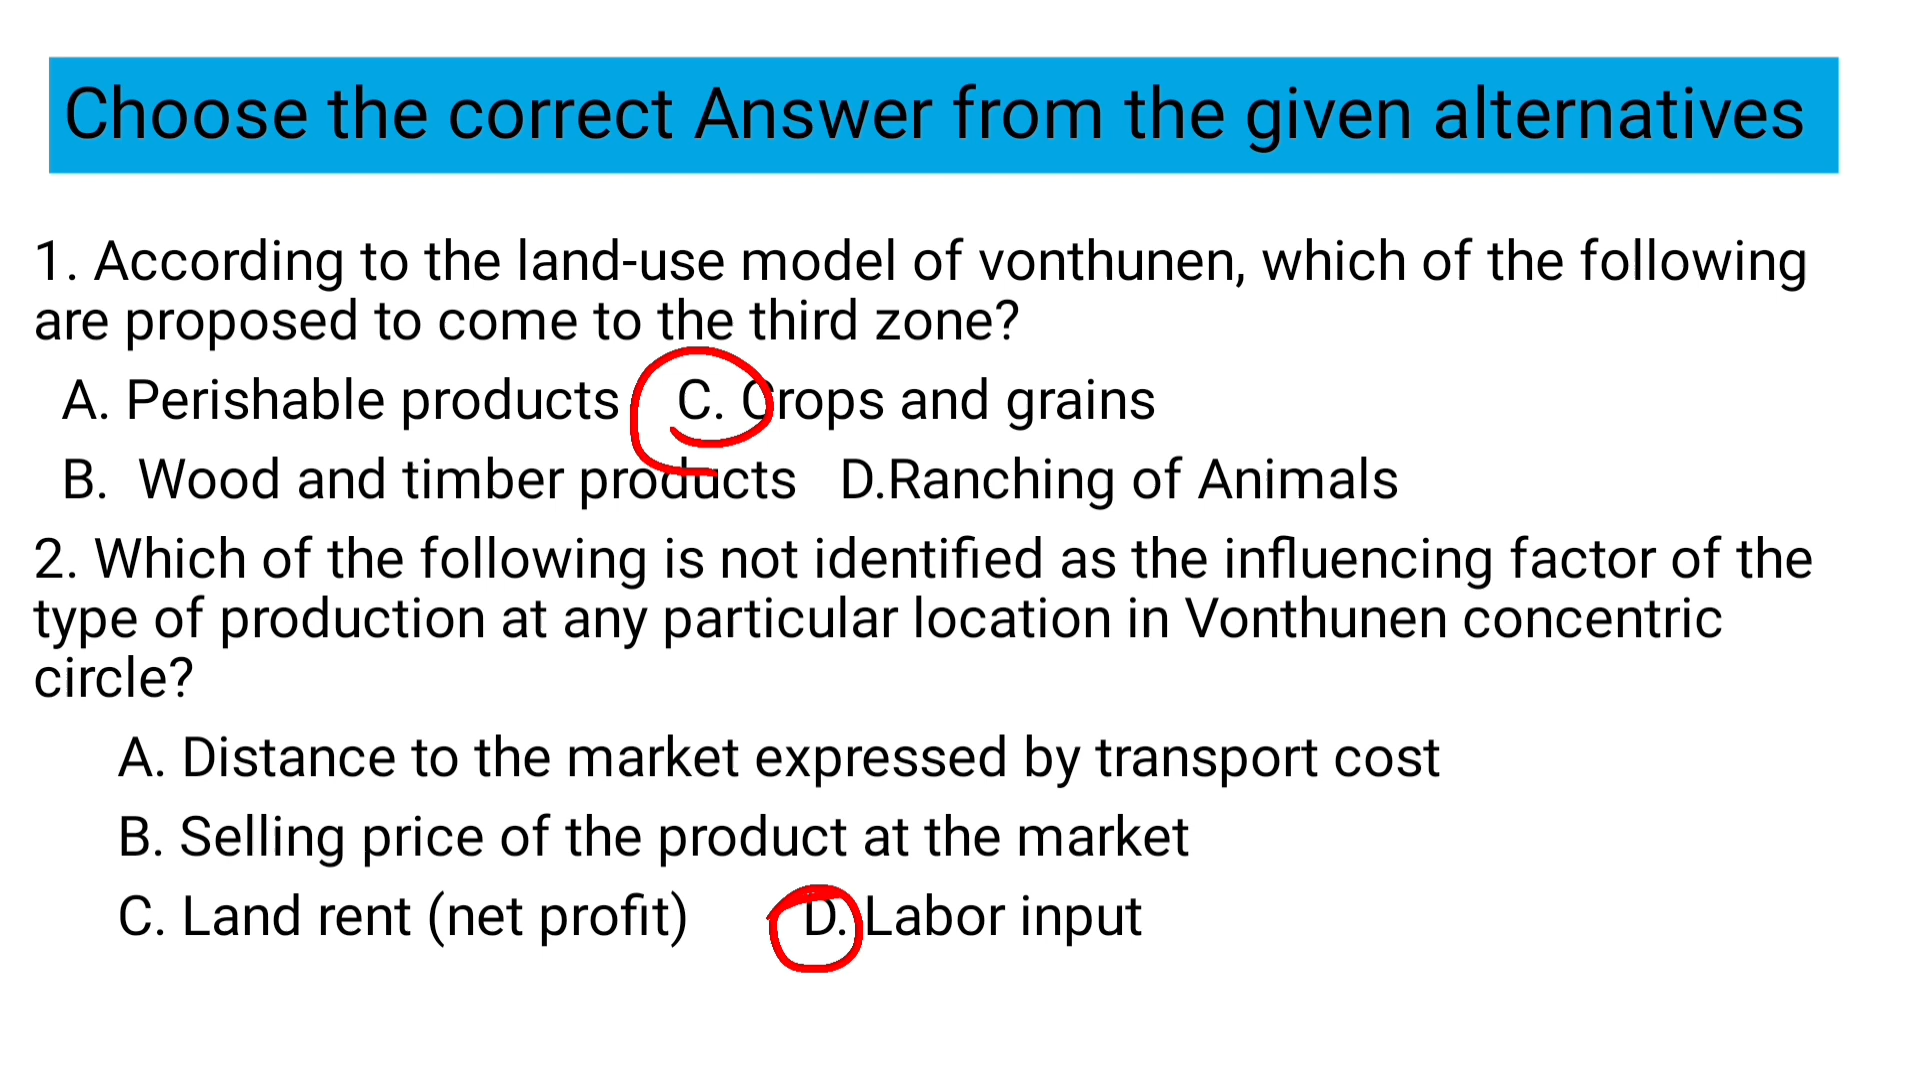 Choose the correct Answer from the given alternatives
1. According to the land-use model of vonthunen, which of the following
are proposed to come to the third zone?
A. Perishable products C. Crops and grains
B. Wood and timber products D.Ranching of Animals
2. Which of the following is not identified as the influencing factor of the
type of production at any particular location in Vonthunen concentric
circle?
A. Distance to the market expressed by transport cost
B. Selling price of the product at the market
C. Land rent (net profit) D. Labor input